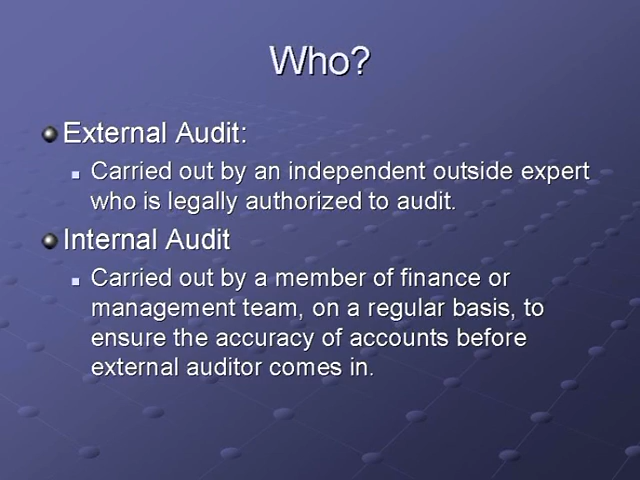 Who?
External Audit:
Carried out by an independent outside expert
who is legally authorized to audit.
Internal Audit
Carried out by a member of finance or
management team, on a regular basis, to
ensure the accuracy of accounts before
external auditor comes in.